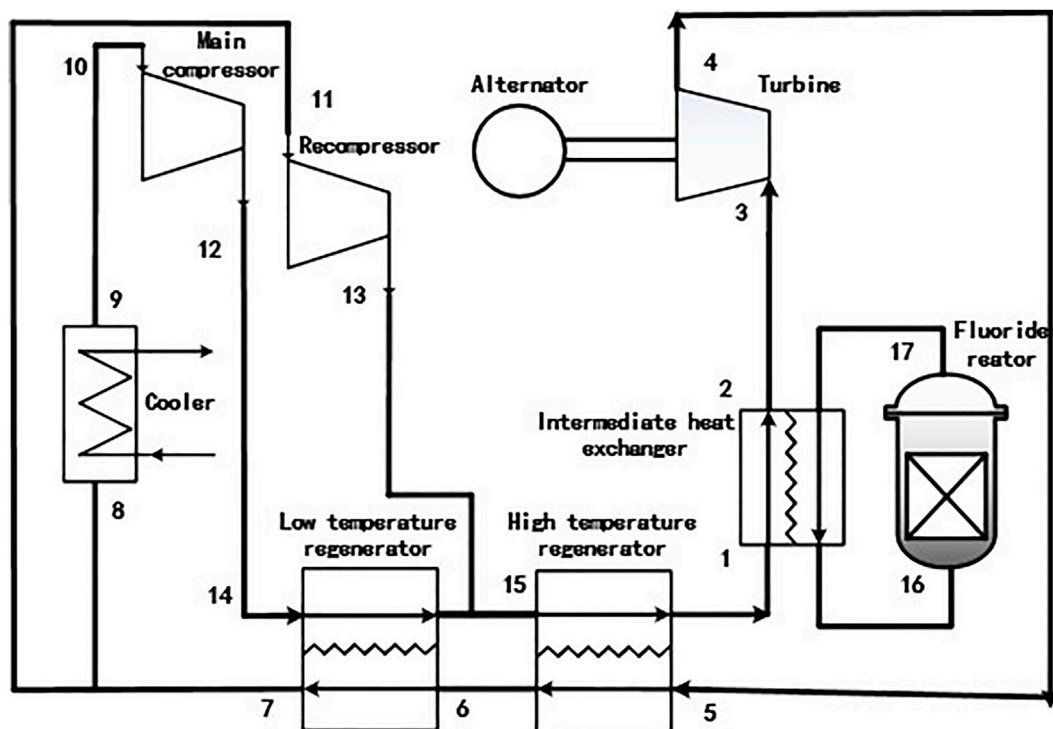 Main
compressor
10
4
Alternator
Turbine
11
Recompressor
3
12
13
9
Fluoride
reator
17
Cooler
2
Intermediate heat
exchanger
8
Low temperature
regenerator
High temperature
regenerator
1
14
15
16
7
6
5